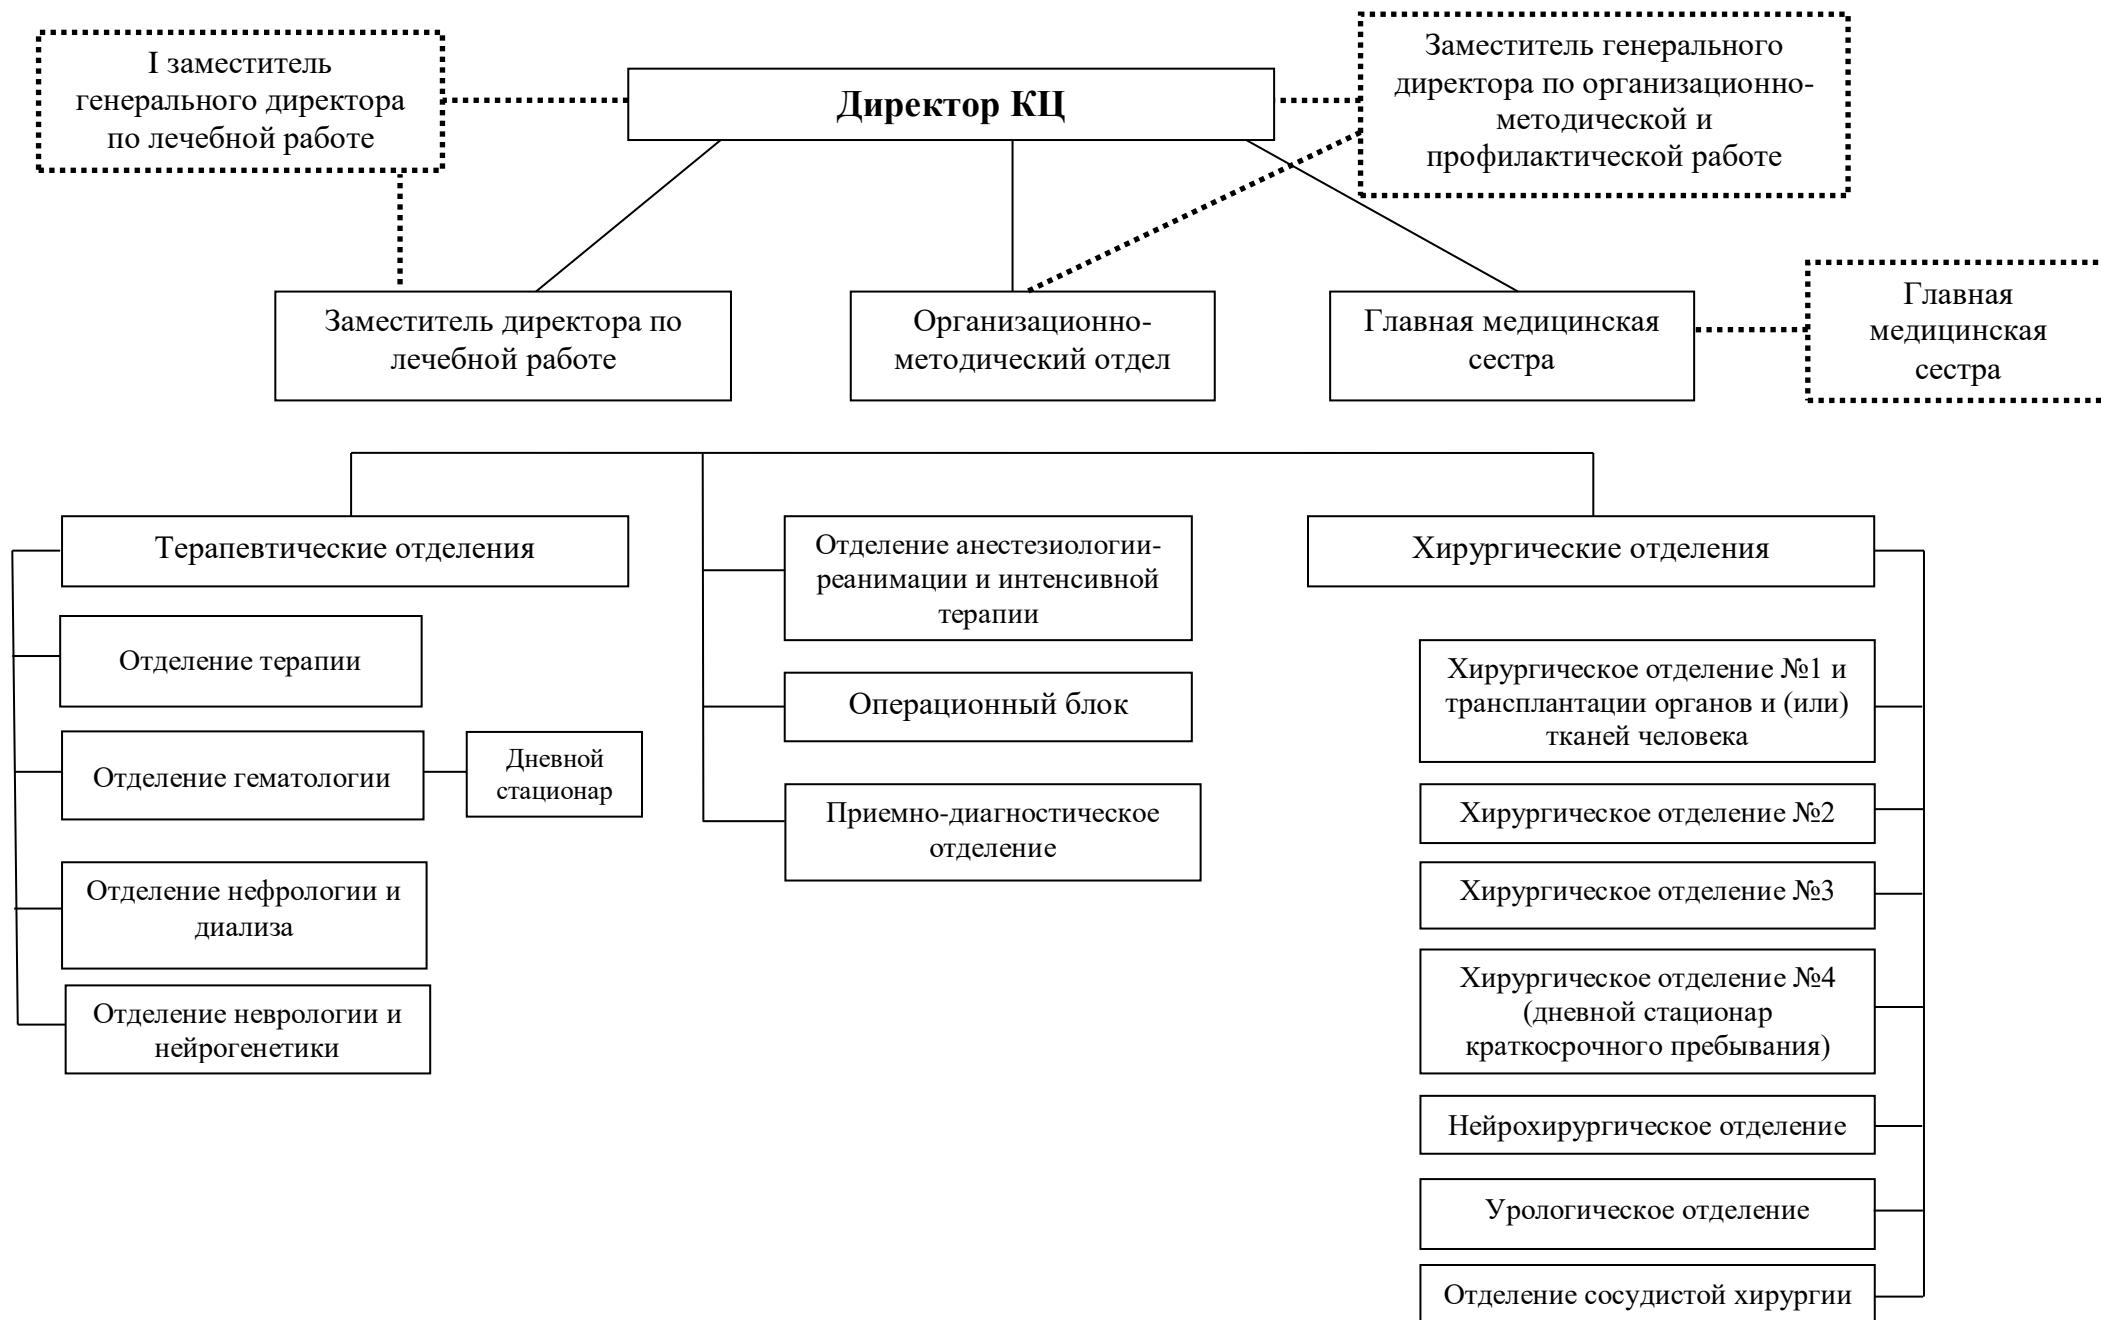 I заместитель
генерального директора
по лечебной работе
Директор КЦ
Заместитель генерального
директора по организационно-
методической и
профилактической работе
Заместитель директора по
лечебной работе
Организационно-
методический отдел
Главная медицинская
сестра
Главная
медицинская
сестра
Терапевтические отделения
Отделение терапии
Отделение гематологии
Дневной
стационар
Отделение нефрологии и
диализа
Отделение неврологии и
нейрогенетики
Отделение анестезиологии-
реанимации и интенсивной
терапии
Операционный блок
Приемно-диагностическое
отделение
Хирургические отделения
Хирургическое отделение №1 и
трансплантации органов и (или)
тканей человека
Хирургическое отделение №2
Хирургическое отделение №3
Хирургическое отделение №4
(дневной стационар
краткосрочного пребывания)
Нейрохирургическое отделение
Урологическое отделение
Отделение сосудистой хирургии